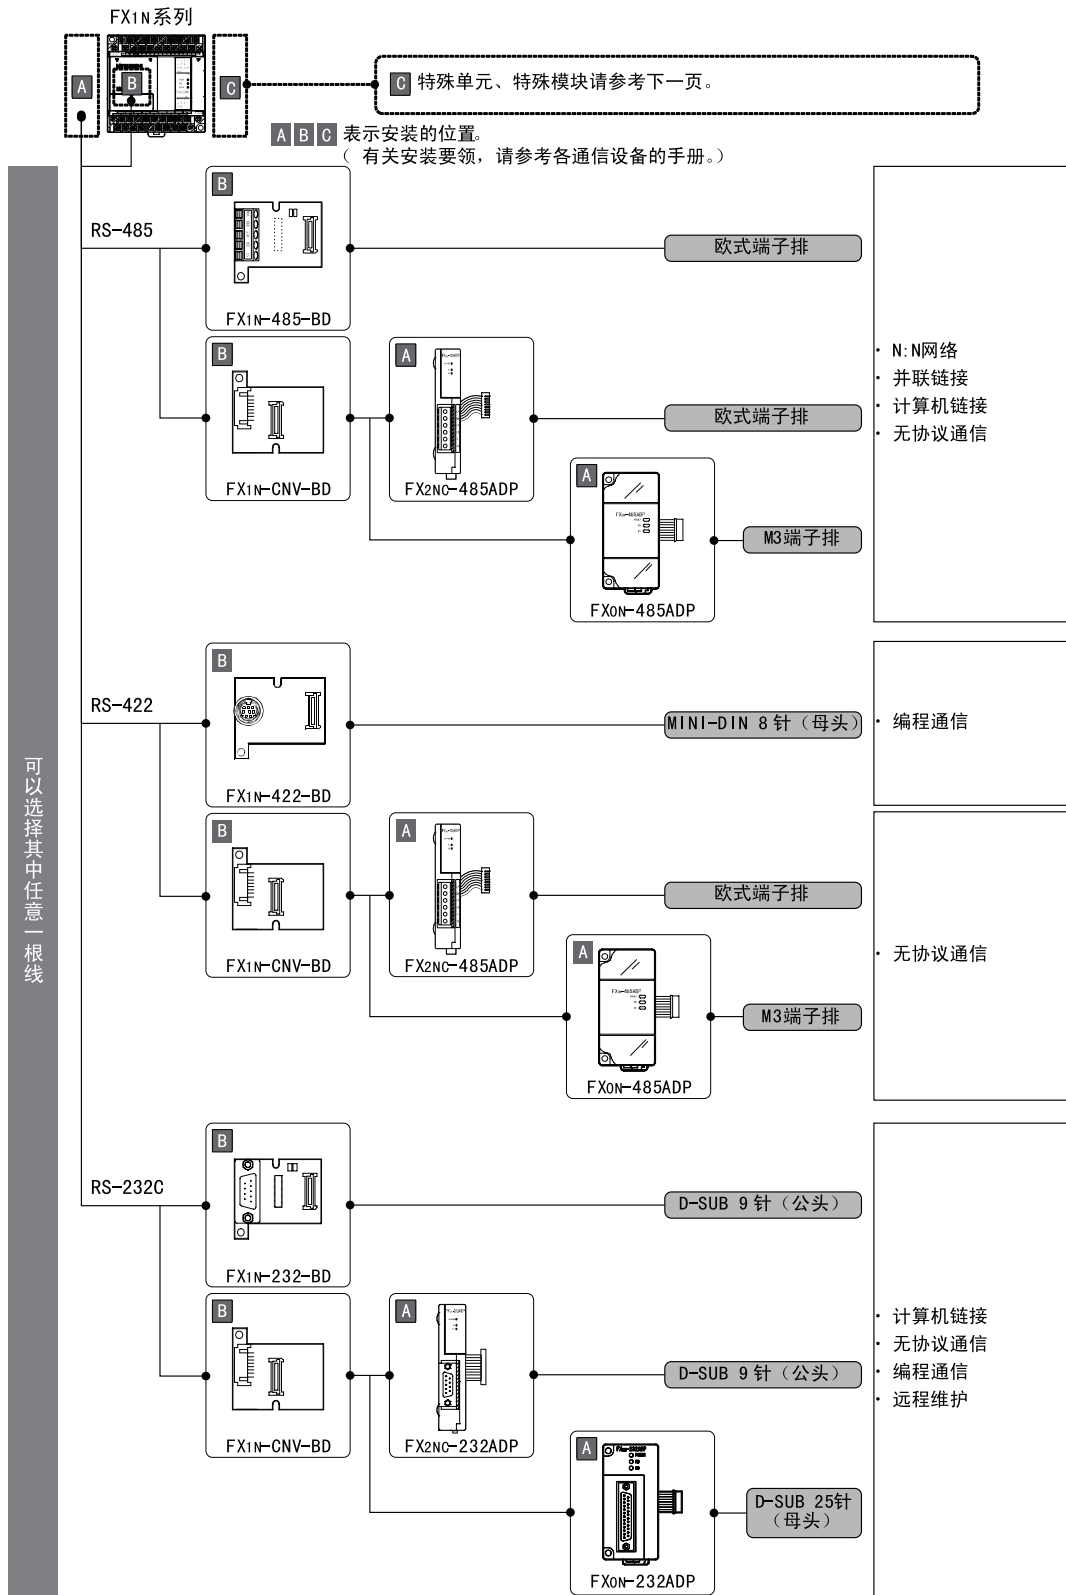 FX1N系列
A
B
C
C 特殊单元、特殊模块请参考下一页。
A B C 表示安装的位置。
( 有关安装要领, 请参考各通信设备的手册。)
可以选择其中任意一根线
RS-485
B
FX1N-485-BD
欧式端子排
B
FX1N-CNV-BD
A
FX2NC-485ADP
欧式端子排
A
FX0N-485ADP
M3端子排
· N:N网络
· 并联链接
· 计算机链接
· 无协议通信
RS-422
B
FX1N-422-BD
MINI-DIN 8针（母头）
· 编程通信
B
FX1N-CNV-BD
A
FX2NC-485ADP
欧式端子排
A
FX0N-485ADP
M3端子排
· 无协议通信
RS-232C
B
FX1N-232-BD
D-SUB 9针（公头）
B
FX1N-CNV-BD
A
FX2NC-232ADP
D-SUB 9针（公头）
A
FX0N-232ADP
D-SUB 25针
（母头）
· 计算机链接
· 无协议通信
· 编程通信
· 远程维护